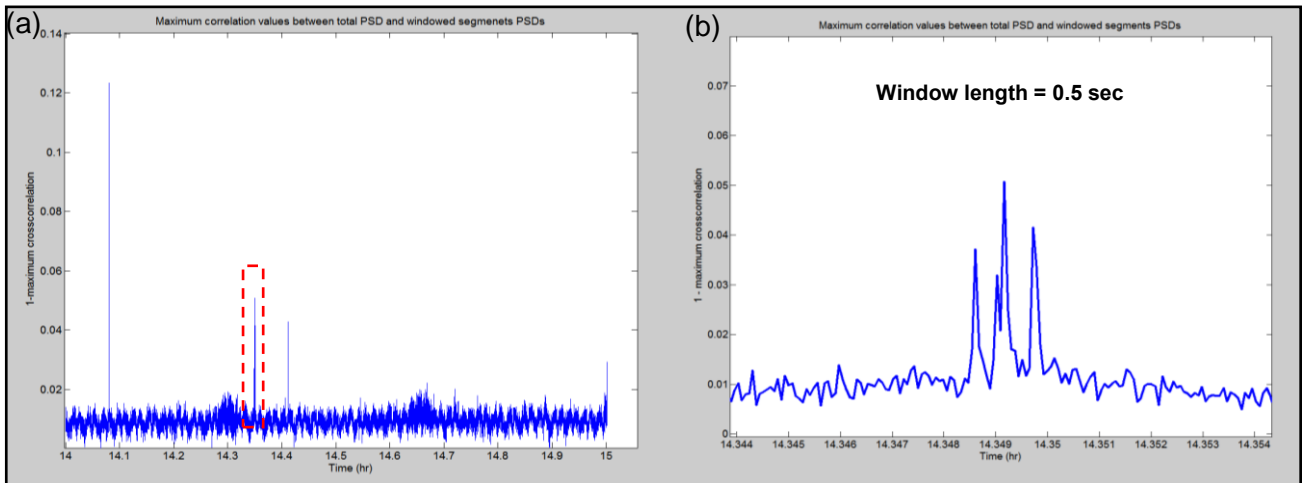 (a)
Maximum correlation values between total PSD and windowed segmenets PSDs
0.14
0.12
0.1
0.08
0.06
0.04
0.02
1-maximum crosscorrelation
14 14.1 14.2 14.3 14.4 14.5 14.6 14.7 14.8 14.9 15
Time (hr)
(b)
Maximum correlation values between total PSD and windowed segments PSDs
Window length = 0.5 sec
0.07
0.06
0.05
0.04
0.03
0.02
0.01
0
1 - maximum crosscorrelation
14.344 14.345 14.346 14.347 14.348 14.349 14.35 14.351 14.352 14.353 14.354
Time (hr)